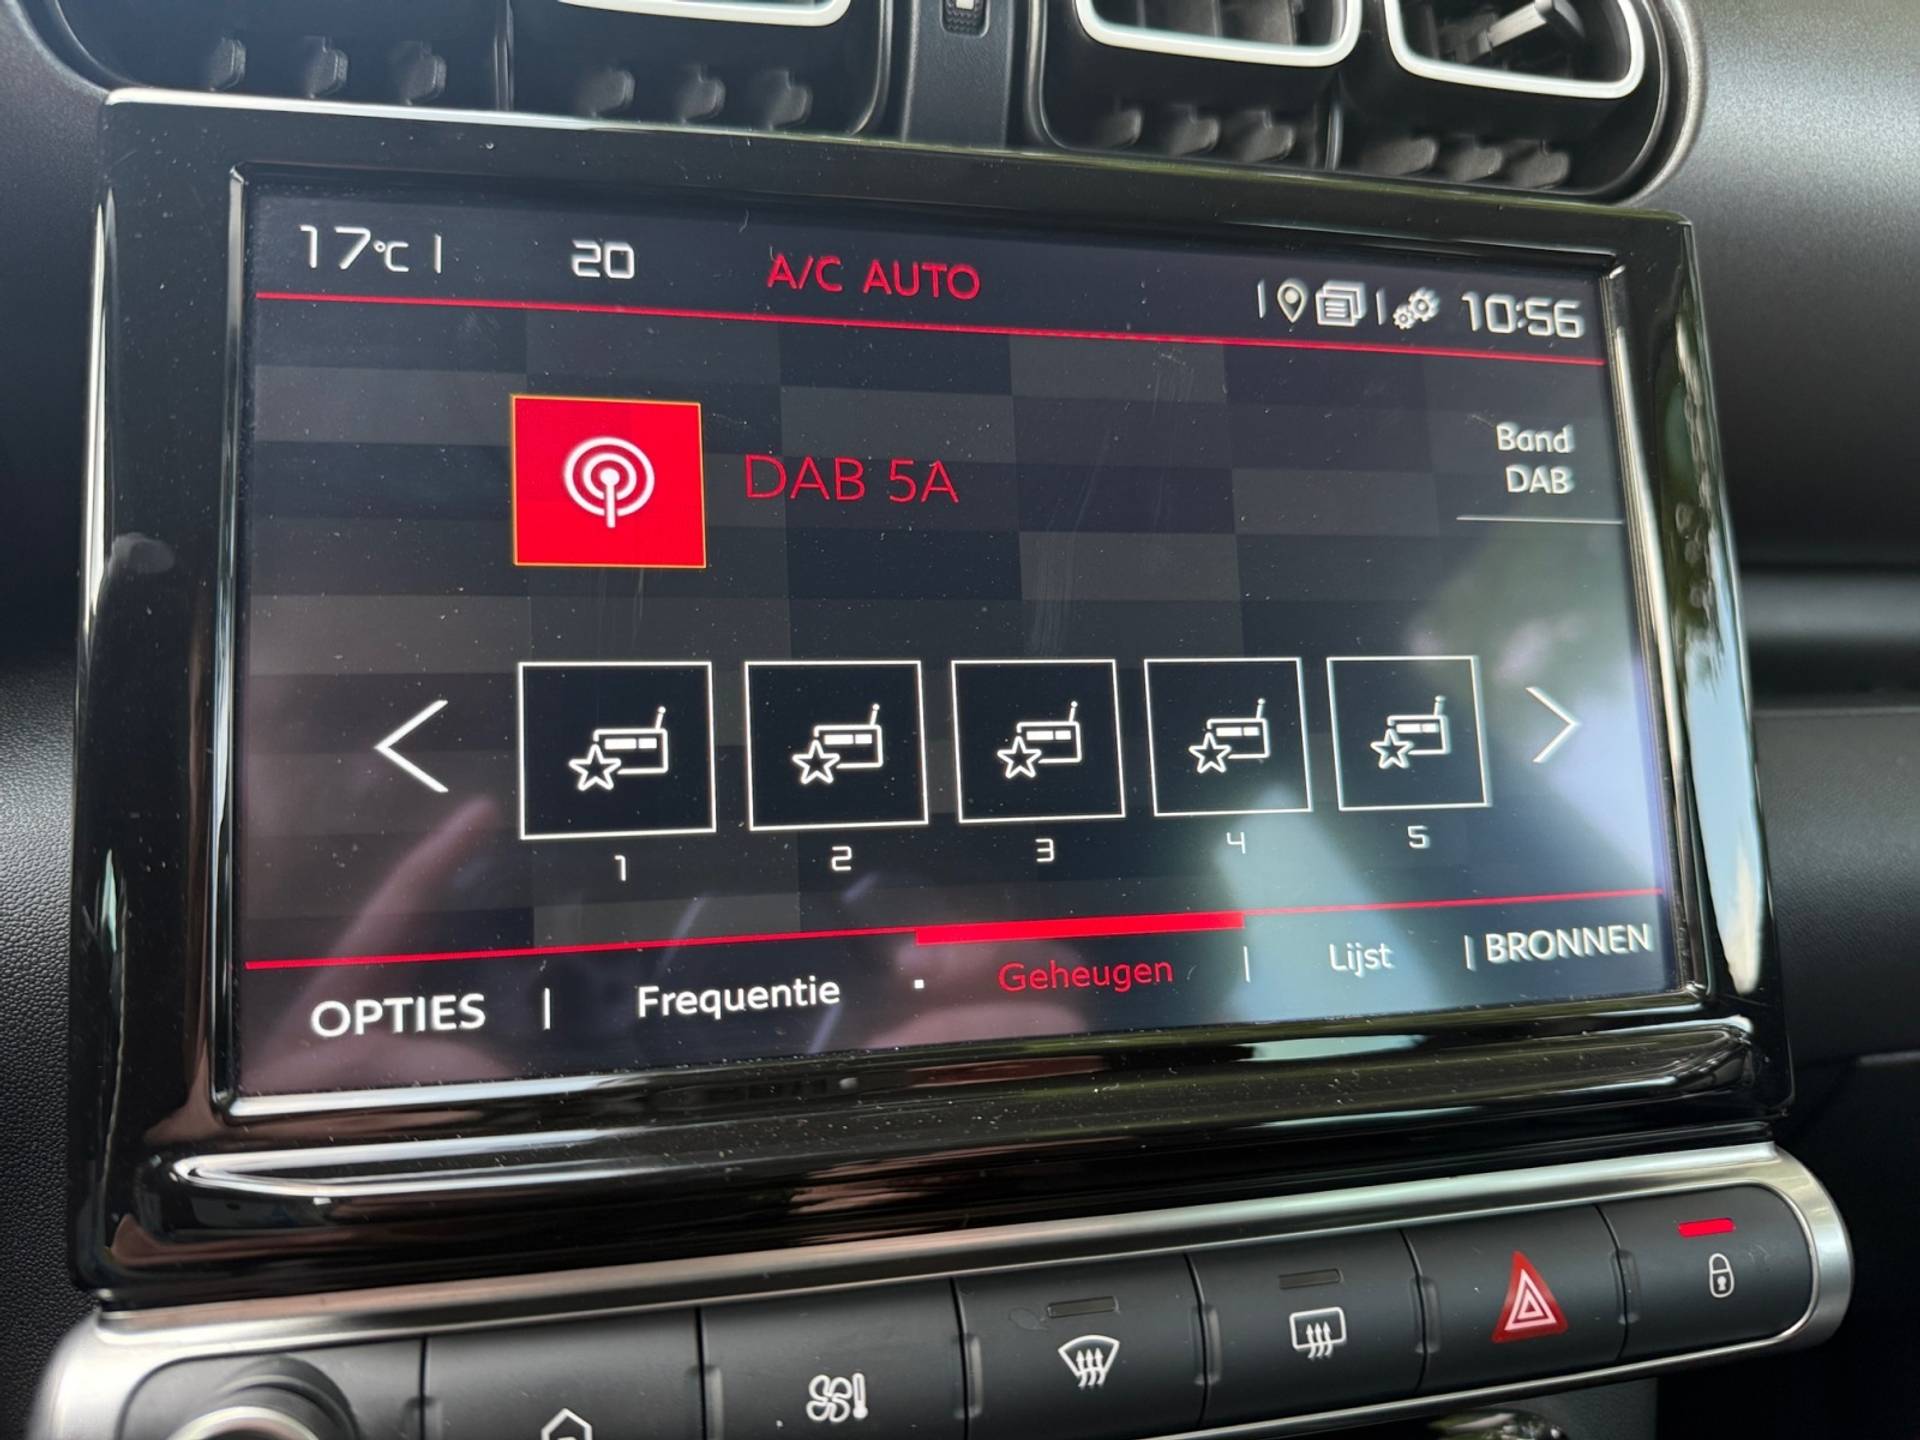 17°C 20 A/C AUTO 10:56
Band
DAB
DAB 5A
1 2 3 4 5
OPTIES | Frequentie · Geheugen | Lijst | BRONNEN